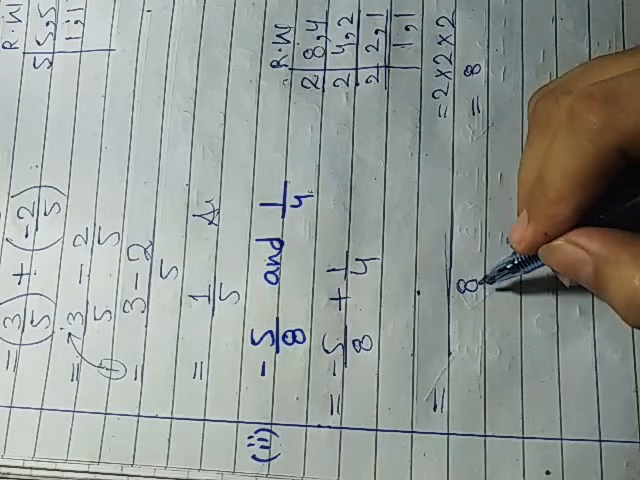 = (3/5) + (-2/5)
R.W
5 5,5
1,1
= 3/5 - 2/5
= 3-2/5
= 1/5 A
(ii) -5/8 and 1/4
R.W
2 8,4
2 4,2
2 2,1
1,1
= 2×2×2
= 8
= -5/8 + 1/4
= 8